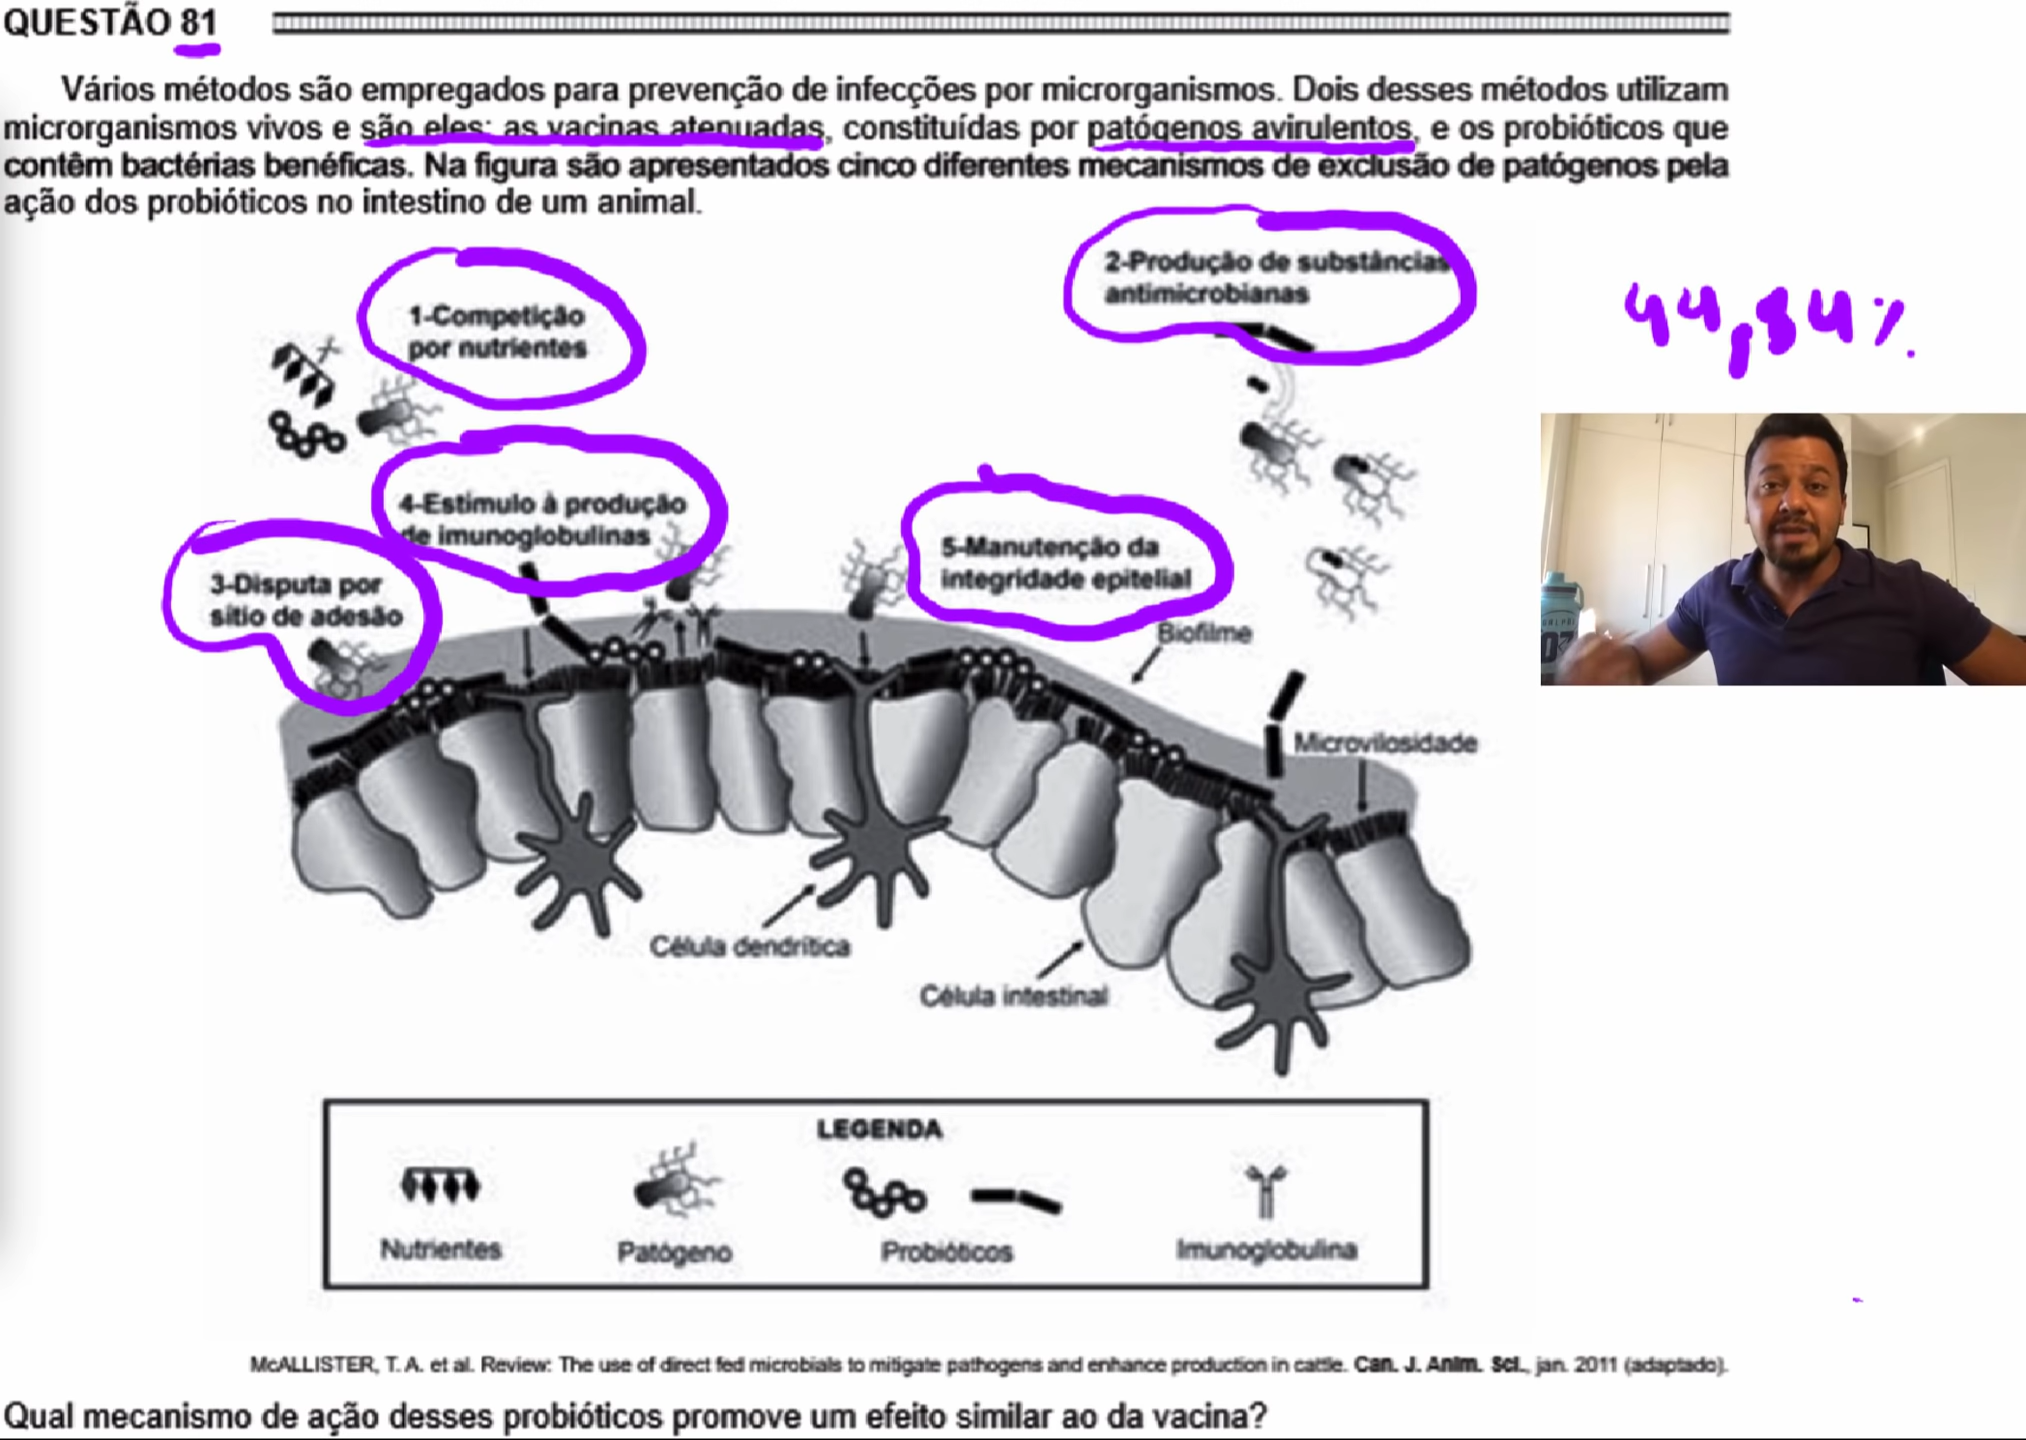 QUESTÃO 81
Vários métodos são empregados para prevenção de infecções por microrganismos. Dois desses métodos utilizam
microrganismos vivos e são eles: as vacinas atenuadas, constituídas por patógenos avirulentos, e os probióticos que
contêm bactérias benéficas. Na figura são apresentados cinco diferentes mecanismos de exclusão de patógenos pela
ação dos probióticos no intestino de um animal.
1-Competição
por nutrientes
2-Produção de substâncias
antimicrobianas
44,84%.
4-Estímulo à produção
de imunoglobulinas
3-Disputa por
sítio de adesão
5-Manutenção da
integridade epitelial
Biofilme
Microvilosidade
Célula dendrítica
Célula intestinal
LEGENDA
Nutrientes
Patógeno
Probióticos
Imunoglobulina
McALLISTER, T. A. et al. Review: The use of direct fed microbials to mitigate pathogens and enhance production in cattle. Can. J. Anim. Sci., jan. 2011 (adaptado).
Qual mecanismo de ação desses probióticos promove um efeito similar ao da vacina?